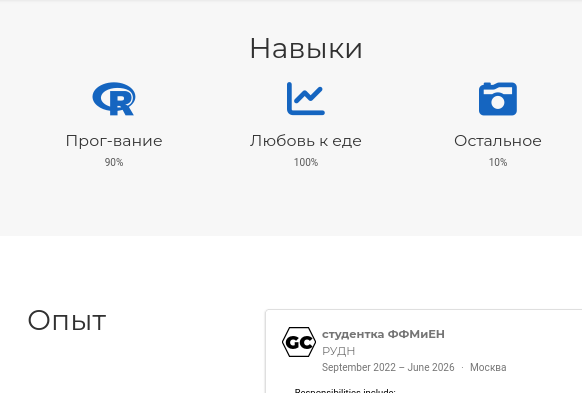 Навыки
R
Прог-вание
Любовь к еде
Остальное
90%
100%
10%
Опыт
GC
студентка ФФМиЕН
РУДН
September 2022 – June 2026 · Москва
Responsibilities include: